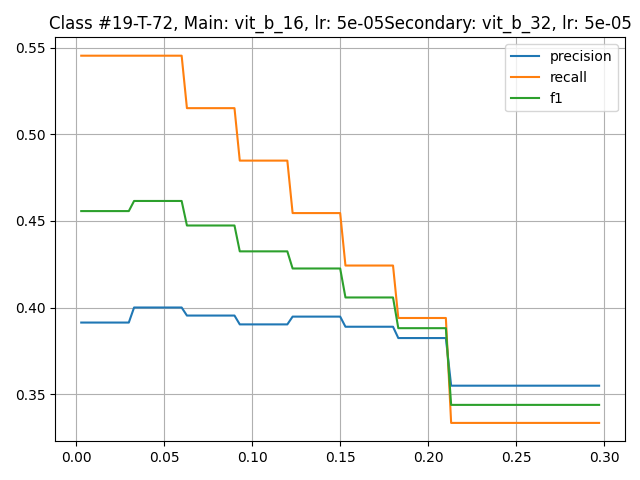 Class #19-T-72, Main: vit_b_16, lr: 5e-05Secondary: vit_b_32, lr: 5e-05
precision
recall
f1
0.55
0.50
0.45
0.40
0.35
0.00 0.05 0.10 0.15 0.20 0.25 0.30